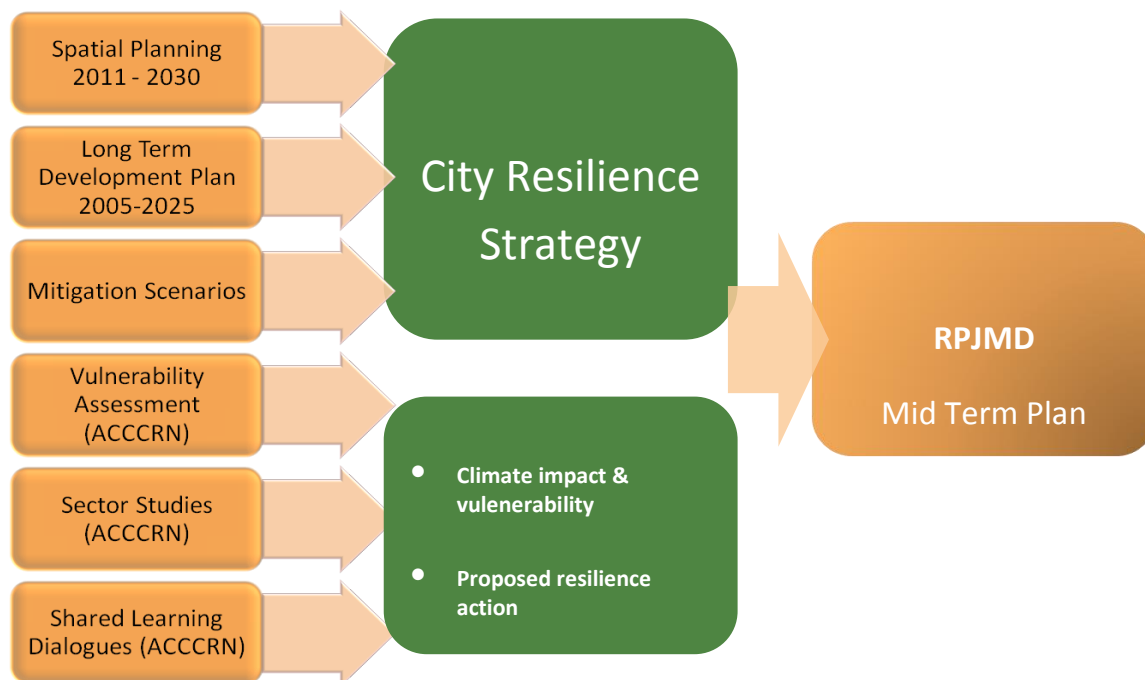 Spatial Planning
2011 - 2030
Long Term
Development Plan
2005-2025
Mitigation Scenarios
Vulnerability
Assessment
(ACCCRN)
Sector Studies
(ACCCRN)
Shared Learning
Dialogues (ACCCRN)
City Resilience
Strategy
• Climate impact &
vulenerability
• Proposed resilience
action
RPJMD
Mid Term Plan